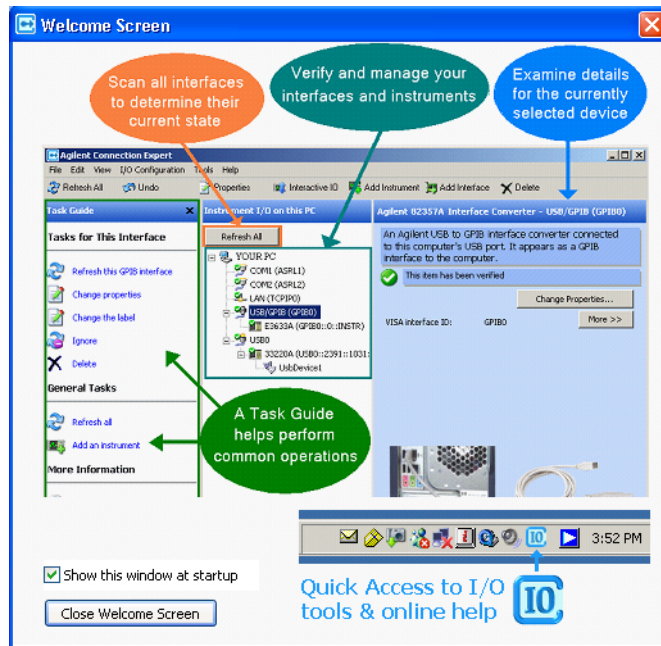 Welcome Screen
Scan all interfaces
to determine their
current state
Verify and manage your
interfaces and instruments
Examine details
for the currently
selected device
Agilent Connection Expert
File Edit View I/O Configuration Tools Help
Refresh All Undo Properties Interactive IO Add Instrument Add Interface Delete
Task Guide
Tasks for This Interface
Refresh this GPIB interface
Change properties
Change the label
Ignore
Delete
General Tasks
Refresh all
Add an instrument
More Information
Instrument I/O on this PC
Refresh All
YOUR PC
COM1 (ASRL1)
COM2 (ASRL2)
LAN (TCPIP0)
USB/GPIB (GPIB0)
E3633A (GPIB0::0::INSTR)
USB0
33220A (USB0::2391::1031:
UsbDevice1
Agilent 82357A Interface Converter - USB/GPIB (GPIB0)
An Agilent USB to GPIB interface converter connected
to this computer's USB port. It appears as a GPIB
interface to the computer.
This item has been verified
Change Properties...
VISA interface ID: GPIB0
More >>
A Task Guide
helps perform
common operations
3:52 PM
Show this window at startup
Close Welcome Screen
Quick Access to I/O
tools & online help
IO